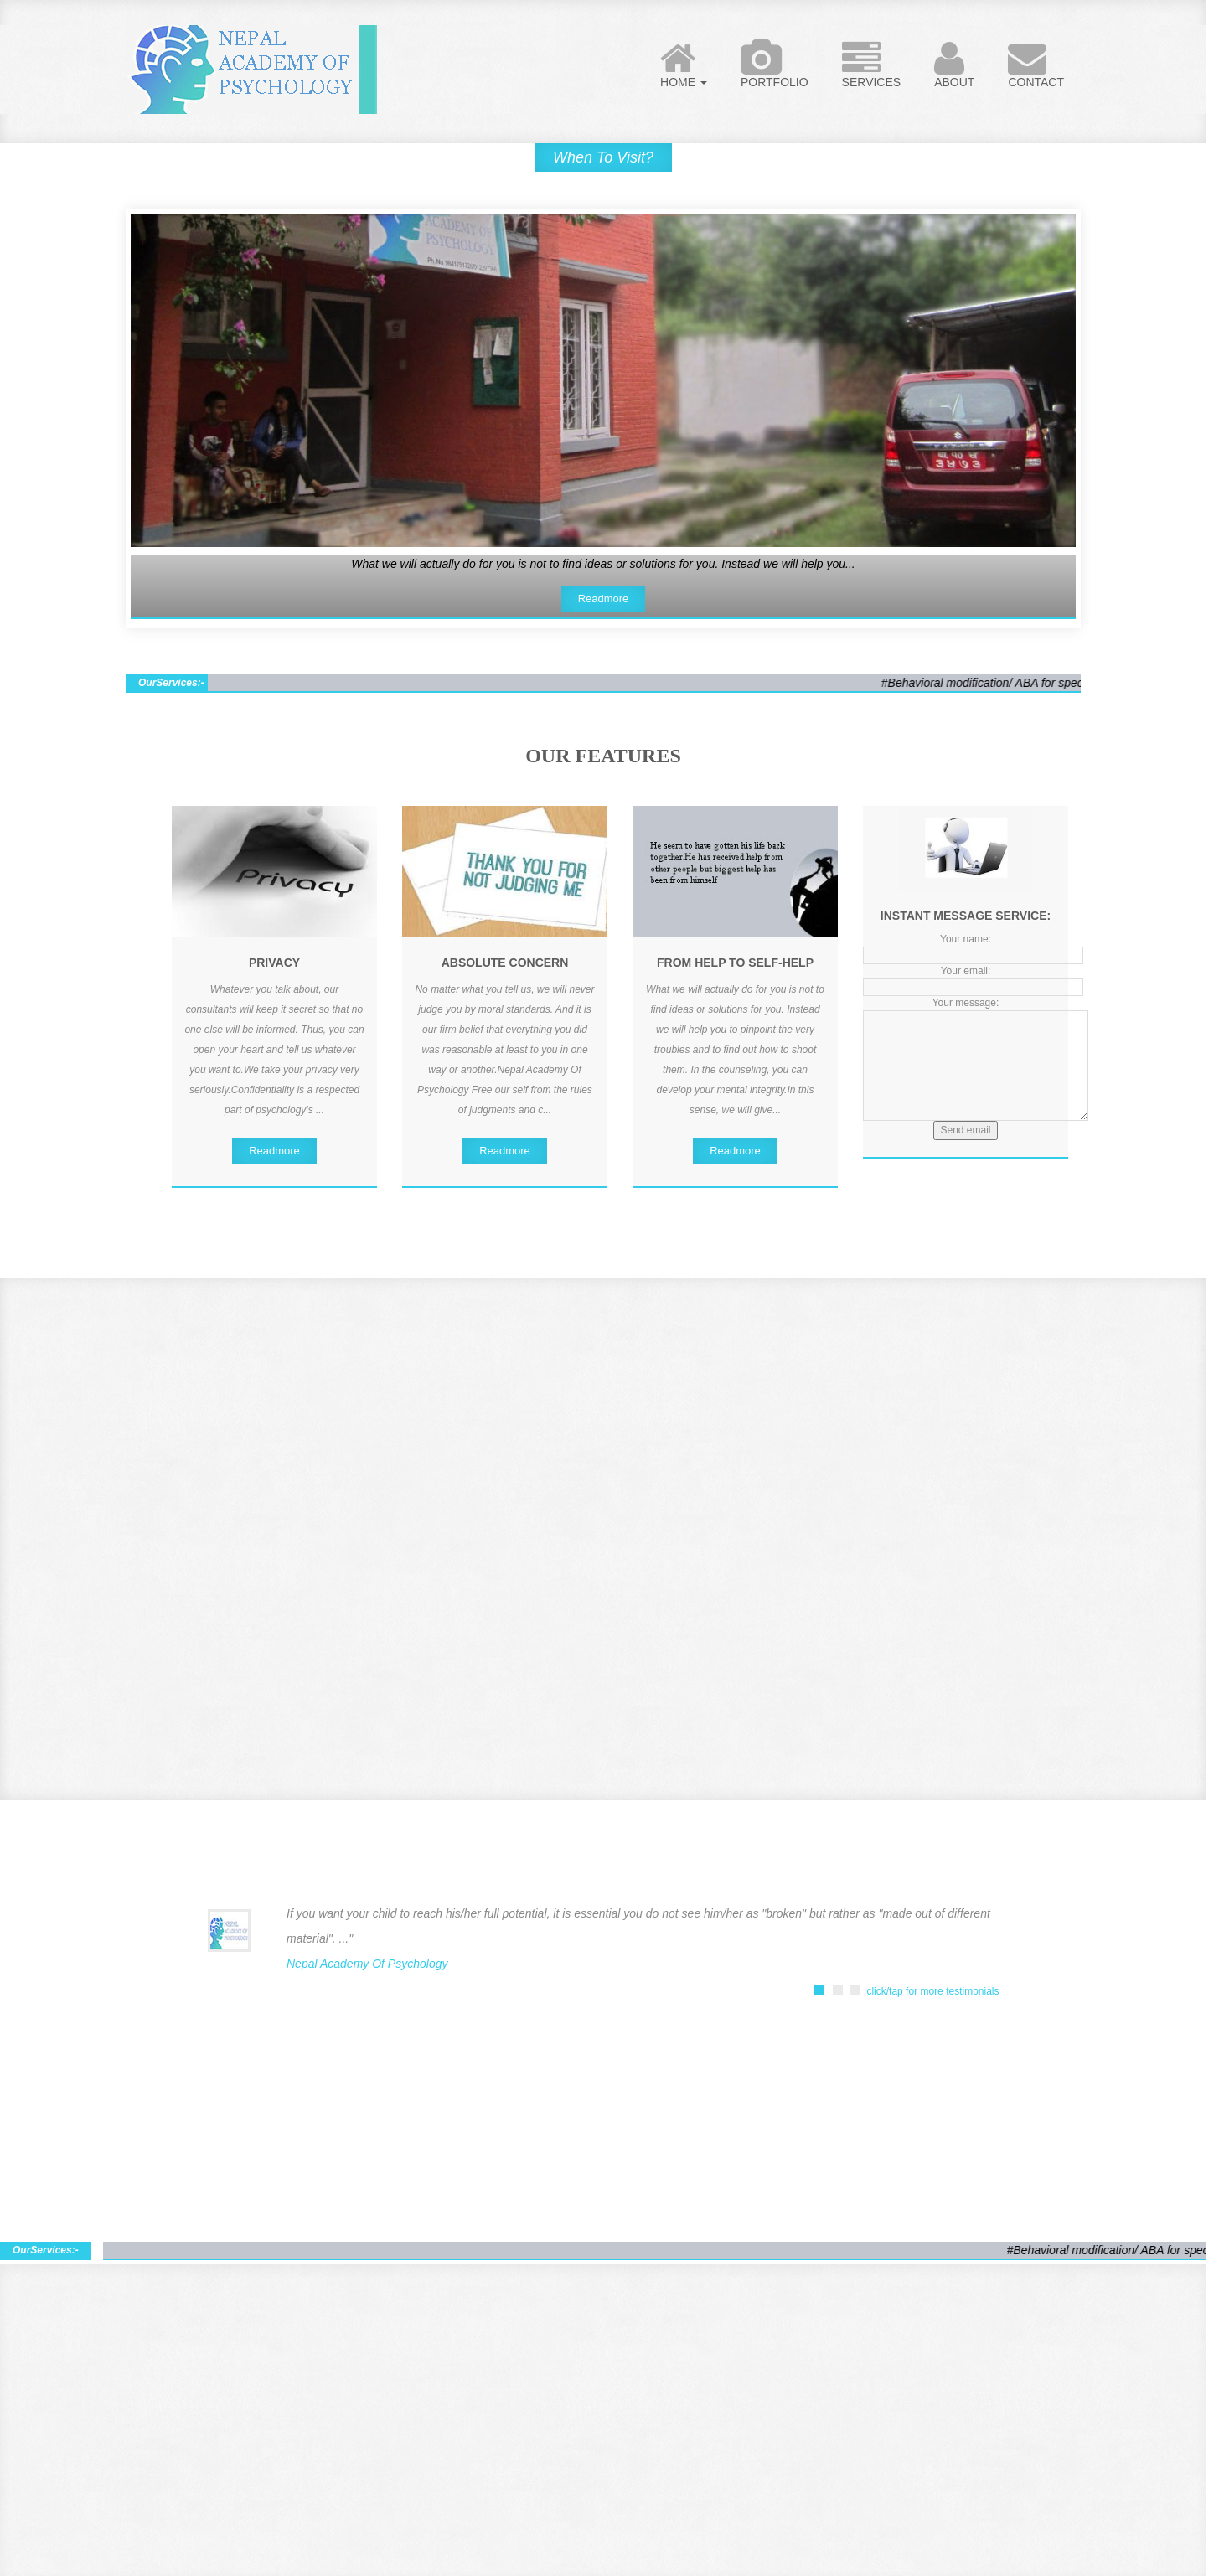 NEPAL
ACADEMY OF
PSYCHOLOGY
HOME
PORTFOLIO
SERVICES
ABOUT
CONTACT
When To Visit?
ACADEMY OF
PSYCHOLOGY
What we will actually do for you is not to find ideas or solutions for you. Instead we will help you...
Readmore
OurServices:-
#Behavioral modification/ ABA for spec
OUR FEATURES
Privacy
PRIVACY
Whatever you talk about, our
consultants will keep it secret so that no
one else will be informed. Thus, you can
open your heart and tell us whatever
you want to.We take your privacy very
seriously.Confidentiality is a respected
part of psychology's ...
Readmore
THANK YOU FOR
NOT JUDGING ME
ABSOLUTE CONCERN
No matter what you tell us, we will never
judge you by moral standards. And it is
our firm belief that everything you did
was reasonable at least to you in one
way or another.Nepal Academy Of
Psychology Free our self from the rules
of judgments and c...
Readmore
He seem to have gotten his life back
together.He has received help from
other people but biggest help has
been from himself
FROM HELP TO SELF-HELP
What we will actually do for you is not to
find ideas or solutions for you. Instead
we will help you to pinpoint the very
troubles and to find out how to shoot
them. In the counseling, you can
develop your mental integrity.In this
sense, we will give...
Readmore
INSTANT MESSAGE SERVICE:
Your name:
Your email:
Your message:
Send email
NEPAL
ACADEMY OF
PSYCHOLOGY
If you want your child to reach his/her full potential, it is essential you do not see him/her as "broken" but rather as "made out of different
material". ..."
Nepal Academy Of Psychology
click/tap for more testimonials
OurServices:-
#Behavioral modification/ ABA for spec